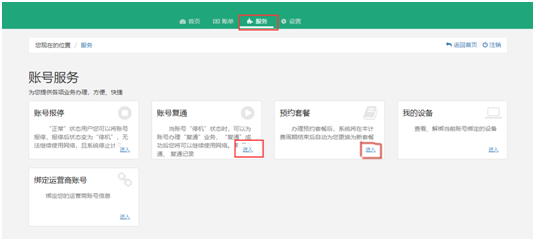 首页 账单 服务 设置
您现在的位置 / 服务 返回首页 注销
账号服务
为您提供各项业务办理，方便、快捷
账号报停
“正常”状态用户您可以将账号
报停，报停后状态变为“停机”，无
法继续使用网络，且系统停止计
进入
账号复通
当账号“停机”状态时，可以为
账号办理“复通”业务，“复通”成
功后您将可以继续使用网络。
通、复通记录
进入
预约套餐
办理预约套餐后，系统将在本计
费周期结束后自动为您更换为新套餐
进入
我的设备
查看、解绑当前账号绑定的设备
进入
绑定运营商账号
绑定您的运营商账号信息
进入